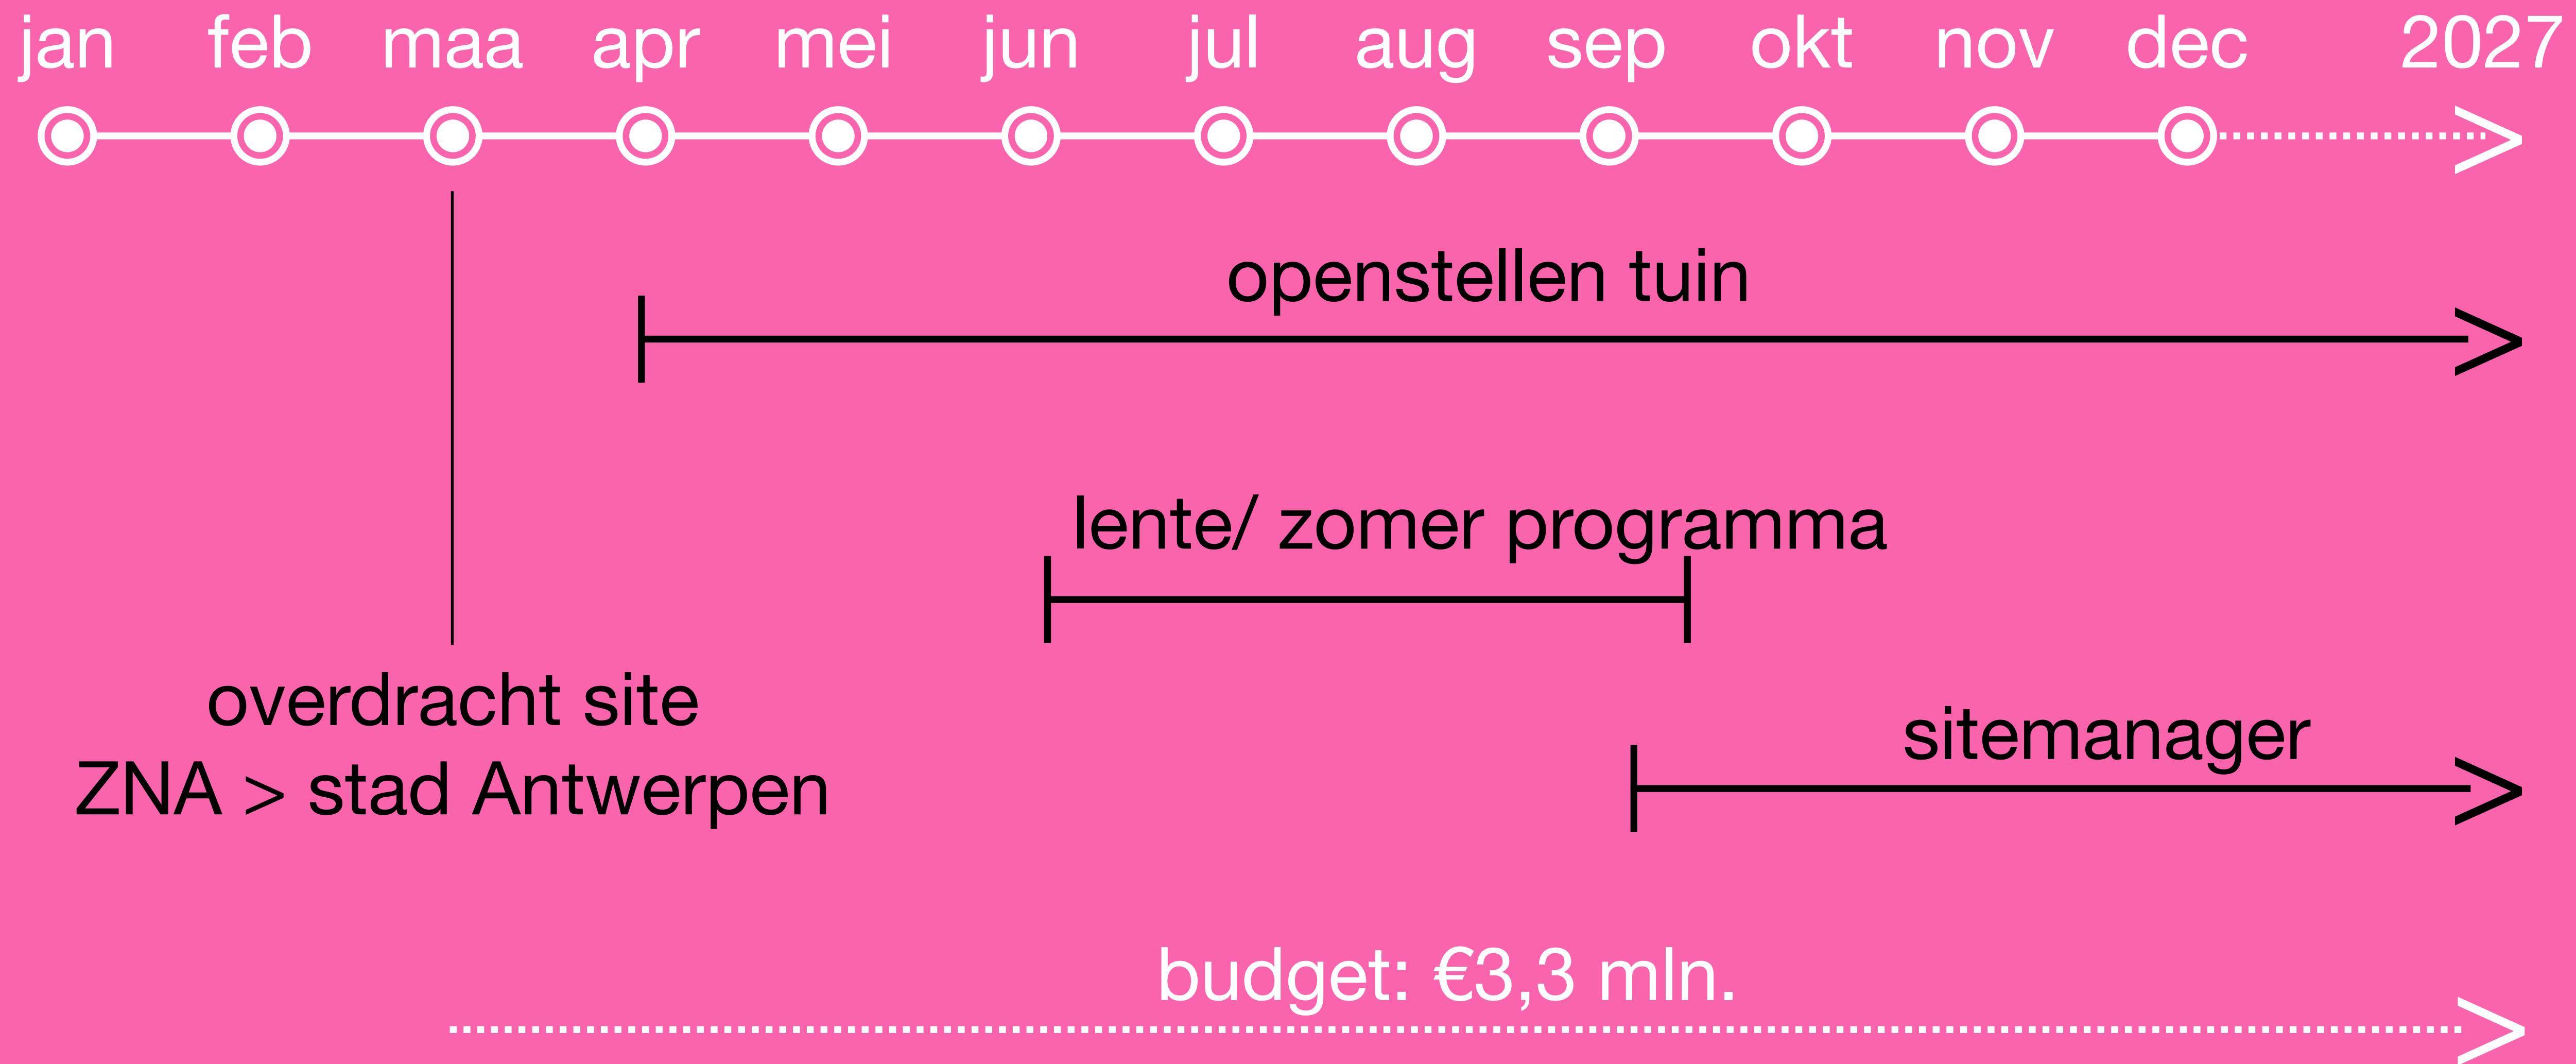 jan feb maa apr mei jun jul aug sep okt nov dec 2027
openstellen tuin
lente/ zomer programma
overdracht site
ZNA > stad Antwerpen
sitemanager
budget: €3,3 mln.